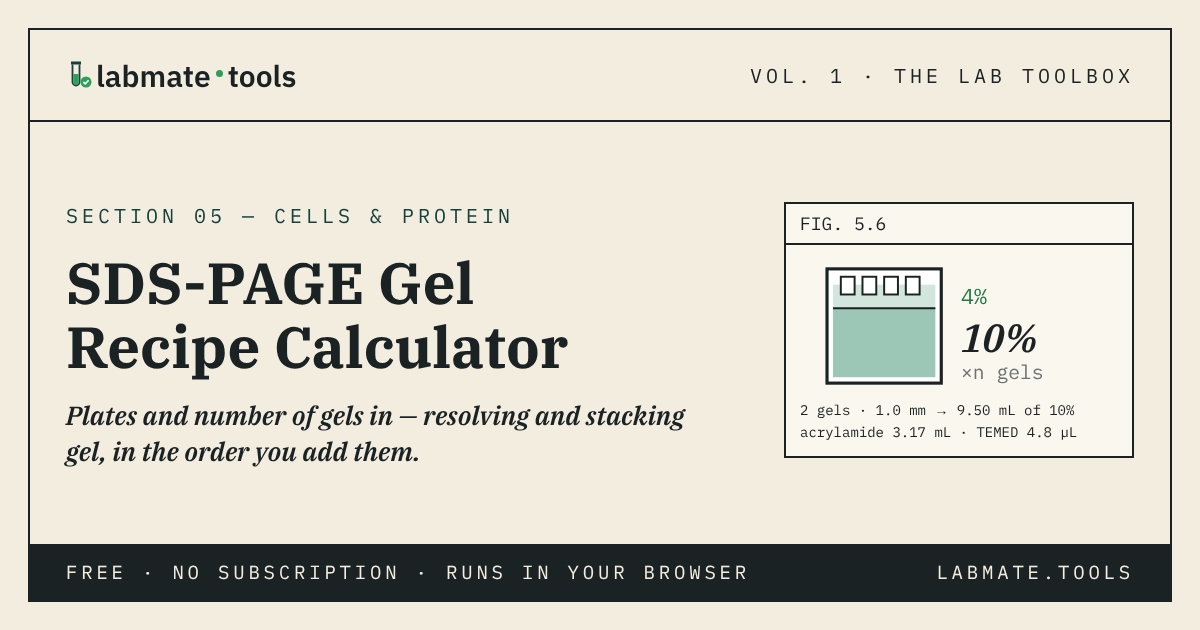 labmate·tools
VOL. 1 · THE LAB TOOLBOX
SECTION 05 — CELLS & PROTEIN
SDS-PAGE Gel
Recipe Calculator
Plates and number of gels in — resolving and stacking
gel, in the order you add them.
FIG. 5.6
4%
10%
×n gels
2 gels · 1.0 mm → 9.50 mL of 10%
acrylamide 3.17 mL · TEMED 4.8 µL
FREE · NO SUBSCRIPTION · RUNS IN YOUR BROWSER
LABMATE.TOOLS